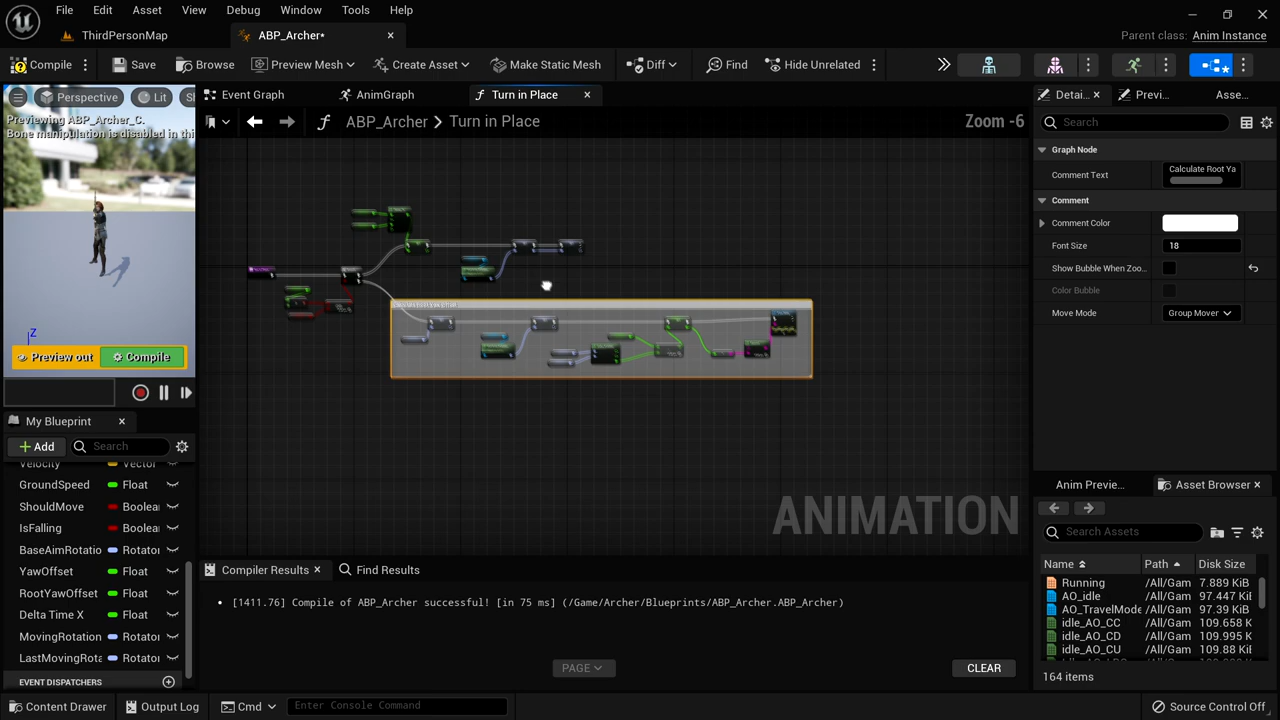 File Edit Asset View Debug Window Tools Help
ThirdPersonMap ABP_Archer* Parent class: Anim Instance
Compile Save Browse Preview Mesh Create Asset Make Static Mesh Diff Find Hide Unrelated
Perspective Lit
Event Graph AnimGraph Turn in Place
Detai... Previ... Asse...
Previewing ABP_Archer_C.
Bone manipulation is disabled in thi
ABP_Archer > Turn in Place Zoom -6
Search
Graph Node
Comment Text Calculate Root Ya
Comment
Comment Color
Font Size 18
Show Bubble When Zoo...
Color Bubble
Move Mode Group Mover
Z
Preview out Compile
My Blueprint
Add Search
Velocity Vector
GroundSpeed Float
ShouldMove Boolea
IsFalling Boolea
BaseAimRotatio Rotato
YawOffset Float
RootYawOffset Float
Delta Time X Float
MovingRotation Rotato
LastMovingRota Rotato
EVENT DISPATCHERS
ANIMATION
Compiler Results Find Results
[1411.76] Compile of ABP_Archer successful! [in 75 ms] (/Game/Archer/Blueprints/ABP_Archer.ABP_Archer)
PAGE CLEAR
Anim Previe... Asset Browser
Search Assets
Name Path Disk Size
Running /All/Gam 7.889 KiB
AO_idle /All/Gam 97.447 KiE
AO_TravelMode /All/Gam 97.39 KiB
idle_AO_CC /All/Gam 109.658 K
idle_AO_CD /All/Gam 109.995 K
idle_AO_CU /All/Gam 109.88 KiE
164 items
Content Drawer Output Log Cmd Enter Console Command Source Control Off